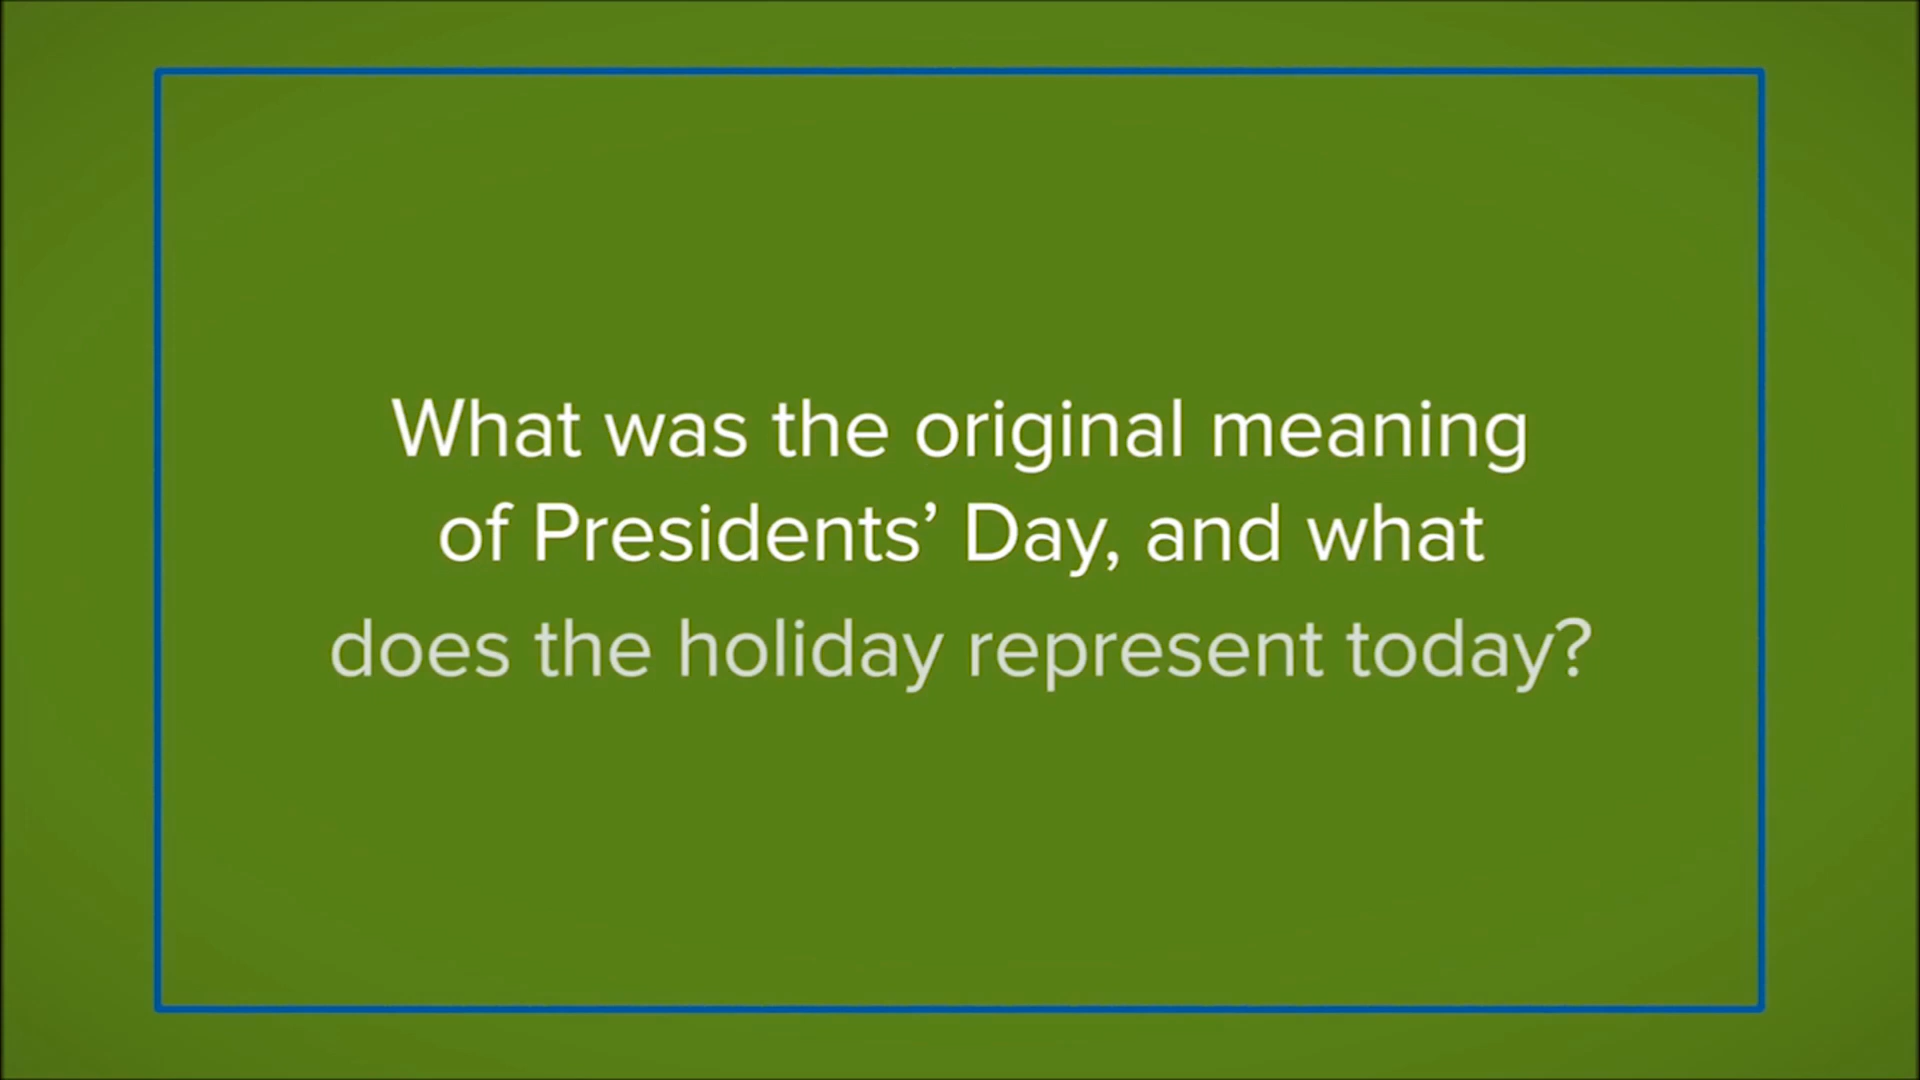 What was the original meaning
of Presidents’ Day, and what
does the holiday represent today?